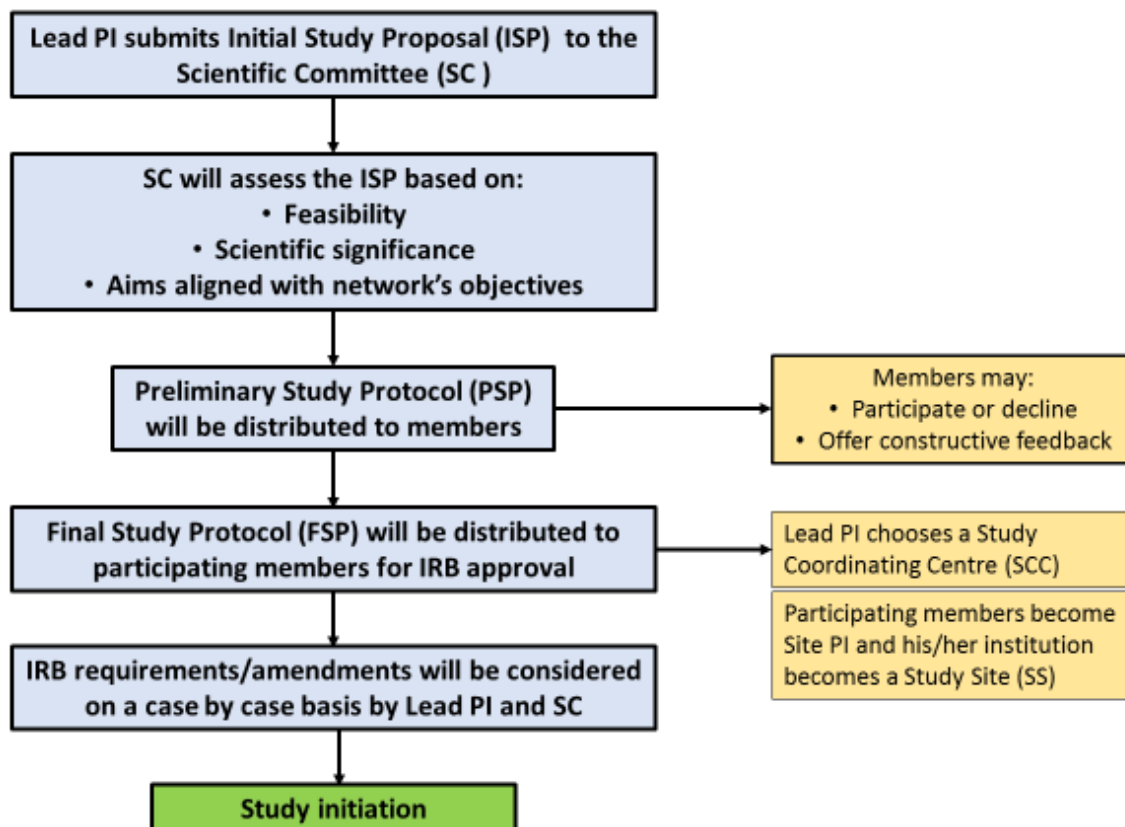 Lead PI submits Initial Study Proposal (ISP) to the
Scientific Committee (SC )
SC will assess the ISP based on:
• Feasibility
• Scientific significance
• Aims aligned with network's objectives
Preliminary Study Protocol (PSP)
will be distributed to members
Members may:
• Participate or decline
• Offer constructive feedback
Final Study Protocol (FSP) will be distributed to
participating members for IRB approval
Lead PI chooses a Study
Coordinating Centre (SCC)
Participating members become
Site PI and his/her institution
becomes a Study Site (SS)
IRB requirements/amendments will be considered
on a case by case basis by Lead PI and SC
Study initiation